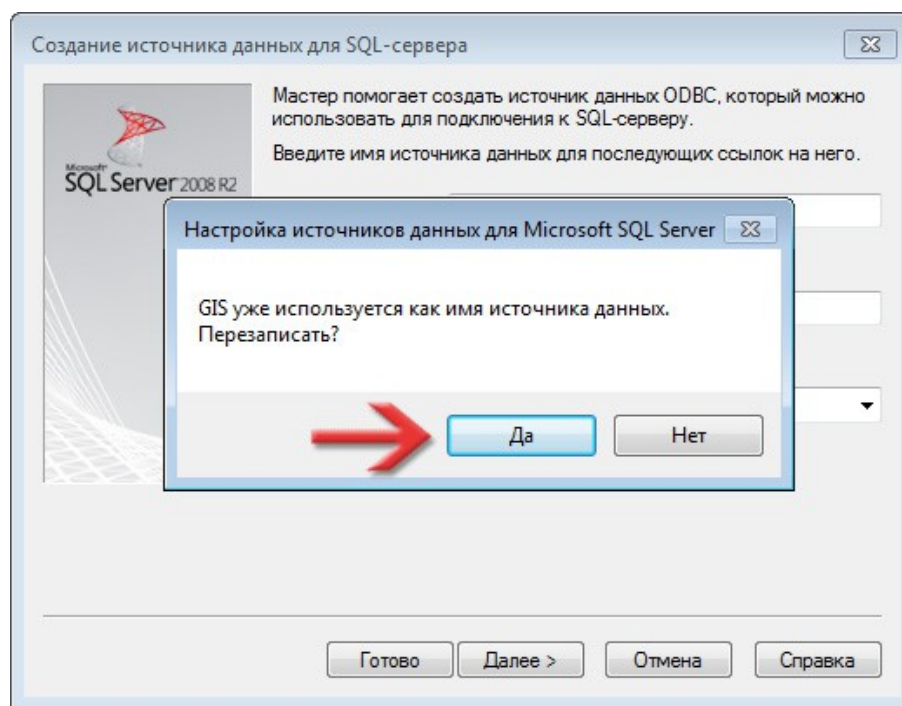 Создание источника данных для SQL-сервера
Мастер помогает создать источник данных ODBC, который можно
использовать для подключения к SQL-серверу.
Введите имя источника данных для последующих ссылок на него.
Microsoft
SQL Server 2008 R2
Настройка источников данных для Microsoft SQL Server
GIS уже используется как имя источника данных.
Перезаписать?
Да
Нет
Готово
Далее >
Отмена
Справка